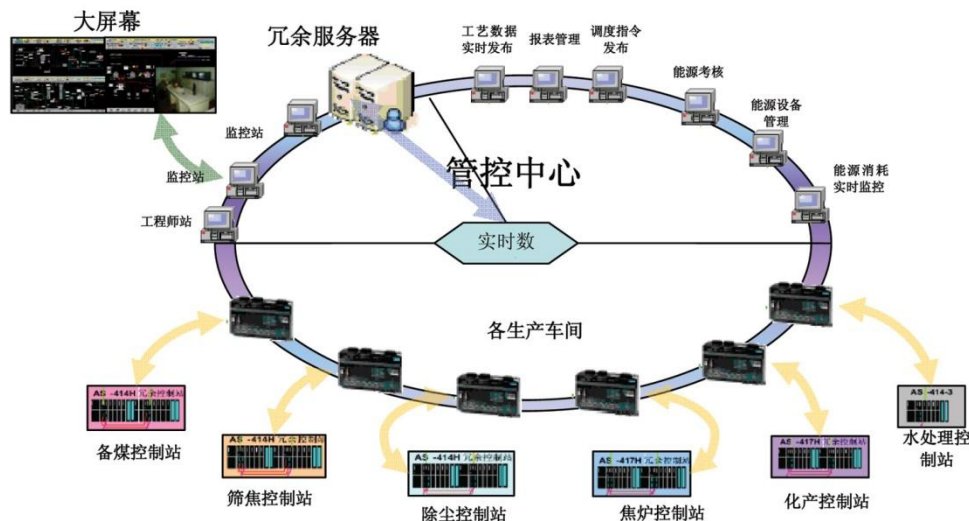 大屏幕
冗余服务器
工艺数据
实时发布
报表管理
调度指令
发布
能源考核
能源设备
管理
能源消耗
实时监控
监控站
监控站
工程师站
管控中心
实时数
各生产车间
AS -414H 冗余控制站
备煤控制站
AS -414H 冗余控制站
筛焦控制站
AS -414H 冗余控制站
除尘控制站
AS -417H 冗余控制站
焦炉控制站
AS -417H 冗余控制站
化产控制站
AS -414-3
水处理控
制站